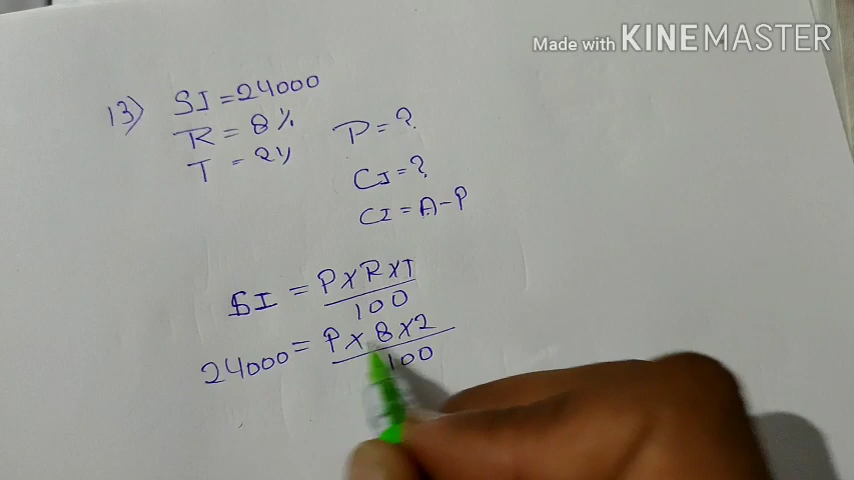 Made with KINEMASTER
13) SI = 24000
R = 8%
T = 2y
P = ?
CI = ?
CI = A - P
SI = P x R x T
100
24000 = P x 8 x 2
100